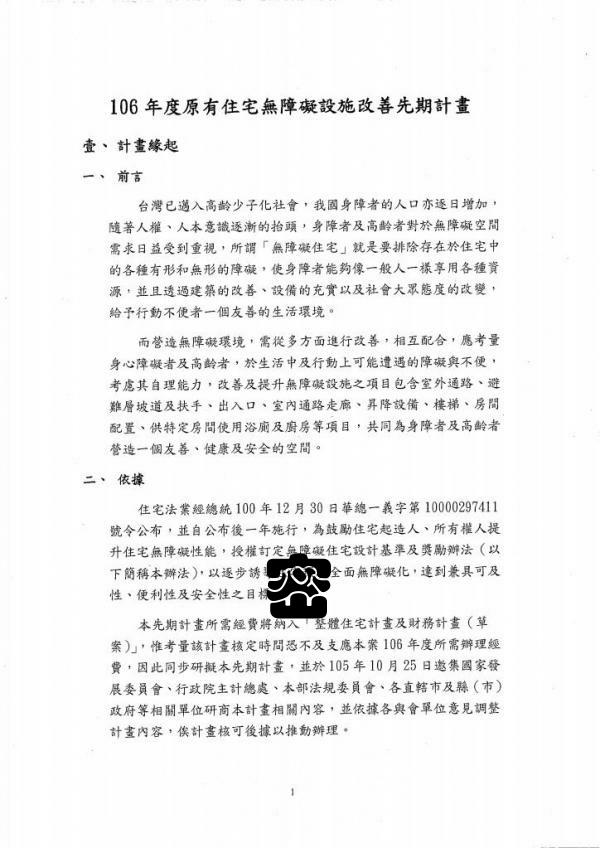 106 年度原有住宅無障礙設施改善先期計畫
壹、計畫緣起
一、 前言
台灣已邁入高齡少子化社會，我國身障者的人口亦逐日增加，
隨著人權、人本意識逐漸的抬頭，身障者及高齡者對於無障礙空間
需求日益受到重視，所謂「無障礙住宅」就是要排除存在於住宅中
的各種有形和無形的障礙，使身障者能夠像一般人一樣享用各種資
源，並且透過建築的改善、設備的充實以及社會大眾態度的改變，
給予行動不便者一個友善的生活環境。
而營造無障礙環境，需從多方面進行改善，相互配合，應考量
身心障礙者及高齡者，於生活中及行動上可能遭遇的障礙與不便，
考慮其自理能力，改善及提升無障礙設施之項目包含室外通路、避
難層坡道及扶手、出入口、室內通路走廊、昇降設備、樓梯、房間
配置、供特定房間使用浴廁及廚房等項目，共同為身障者及高齡者
營造一個友善、健康及安全的空間。
二、 依據
住宅法業經總統 100 年 12 月 30 日華總一義字第 10000297411
號令公布，並自公布後一年施行，為鼓勵住宅起造人、所有權人提
升住宅無障礙性能，授權訂定無障礙住宅設計基準及獎勵辦法（以
下簡稱本辦法），以逐步誘全面無障礙化，達到兼具可及
性、便利性及安全性之目
本先期計畫所需經費將納入「整體住宅計畫及財務計畫（草
案）」，惟考量該計畫核定時間恐不及支應本案 106 年度所需辦理經
費，因此同步研擬本先期計畫，並於 105 年 10 月 25 日邀集國家發
展委員會、行政院主計總處、本部法規委員會、各直轄市及縣（市）
政府等相關單位研商本計畫相關內容，並依據各與會單位意見調整
計畫內容，俟計畫核可後據以推動辦理。
1